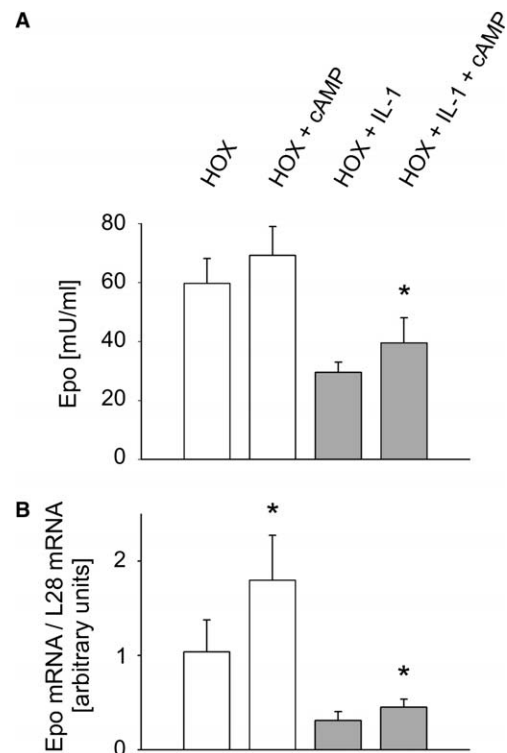 A
HOX
HOX + cAMP
HOX + IL-1
HOX + IL-1 + cAMP
80
60
40
20
0
Epo [mU/ml]
*
B
2
1
0
Epo mRNA / L28 mRNA
[arbitrary units]
*
*